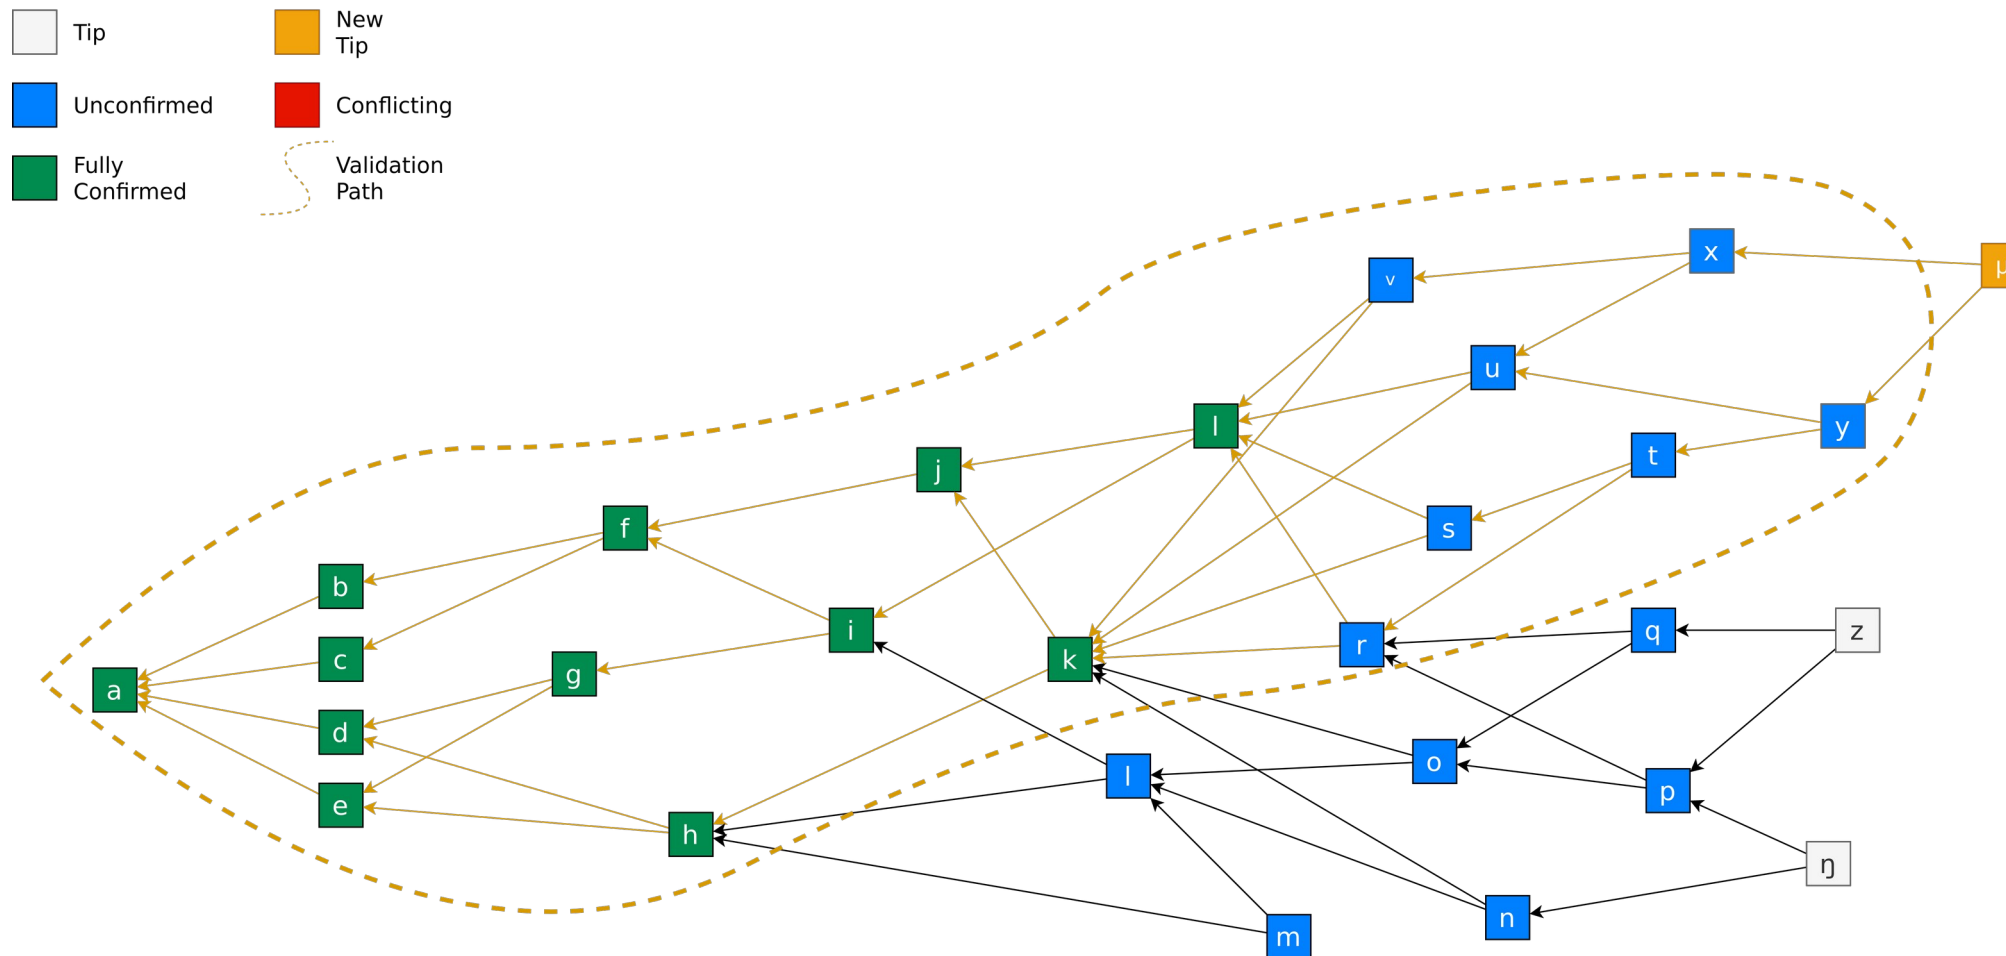 Tip
New
Tip
Unconfirmed
Conflicting
Fully
Confirmed
Validation
Path
x
μ
v
u
l
y
t
j
s
f
b
i
q
z
r
c
k
g
a
d
o
l
p
e
h
ŋ
n
m